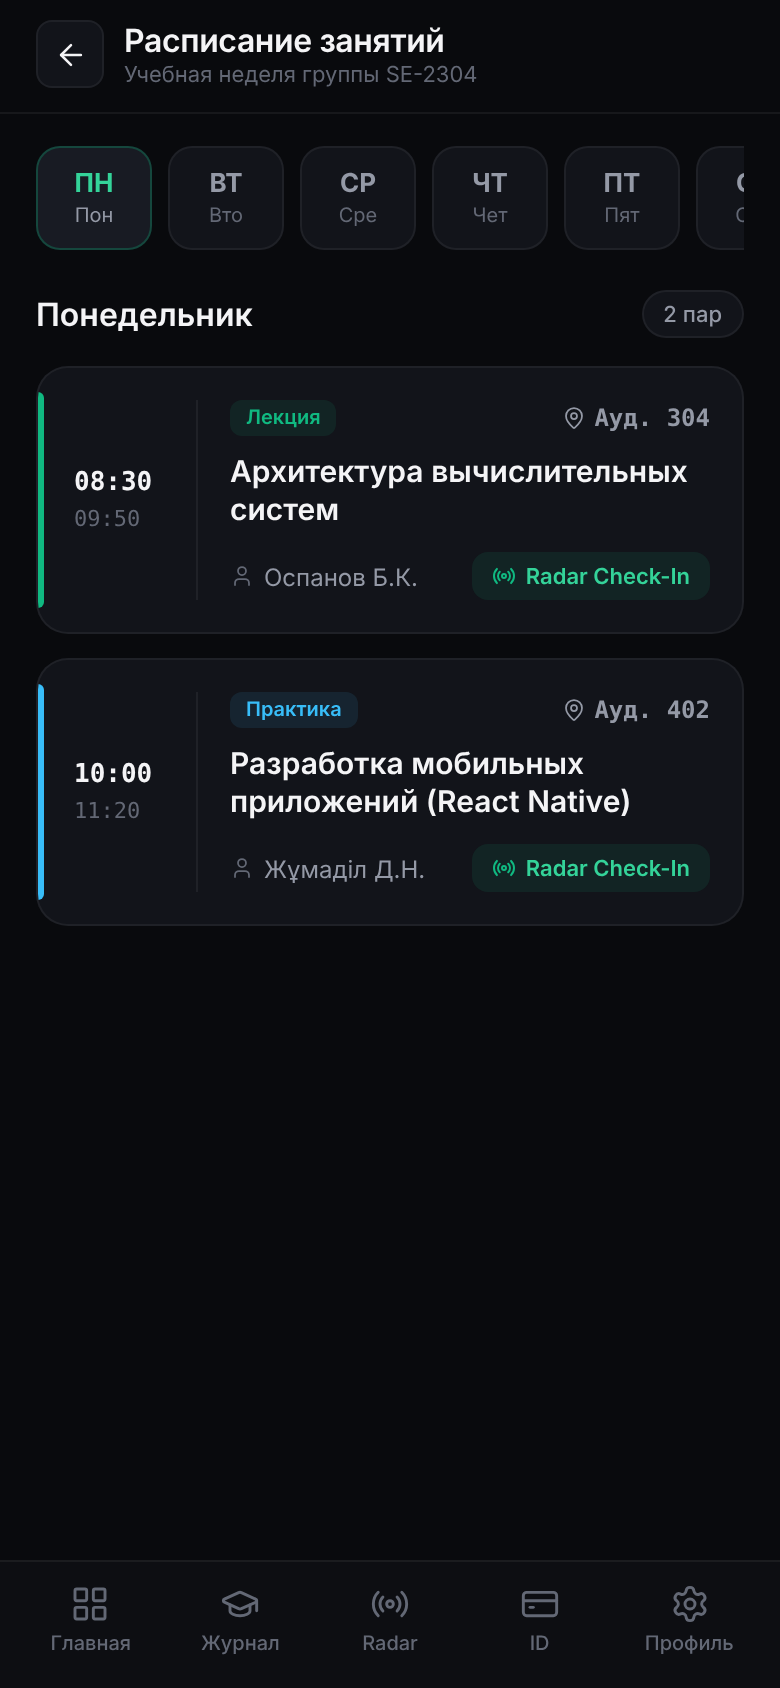 Расписание занятий
Учебная неделя группы SE-2304
ПН ВТ СР ЧТ ПТ
Пон Вто Сре Чет Пят
Понедельник 2 пар
Лекция Ауд. 304
08:30
09:50
Архитектура вычислительных
систем
Оспанов Б.К. Radar Check-In
Практика Ауд. 402
10:00
11:20
Разработка мобильных
приложений (React Native)
Жұмаділ Д.Н. Radar Check-In
Главная Журнал Radar ID Профиль